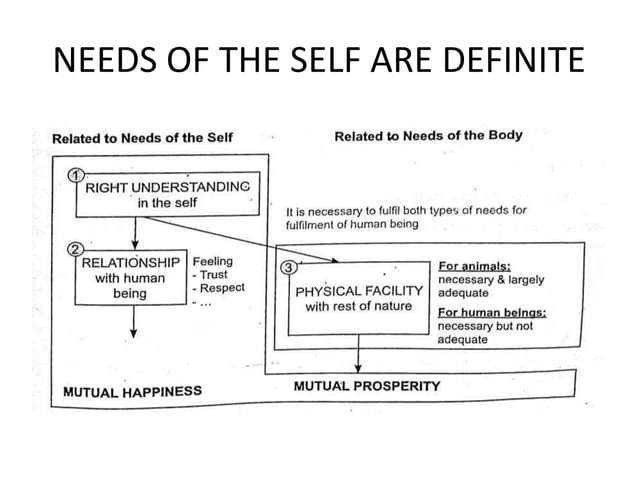 NEEDS OF THE SELF ARE DEFINITE
Related to Needs of the Self
Related to Needs of the Body
1
RIGHT UNDERSTANDING
in the self
It is necessary to fulfil both types of needs for
fulfilment of human being
2
RELATIONSHIP
with human
being
Feeling
- Trust
- Respect
- ...
3
PHYSICAL FACILITY
with rest of nature
For animals:
necessary & largely
adequate
For human beings:
necessary but not
adequate
MUTUAL HAPPINESS
MUTUAL PROSPERITY